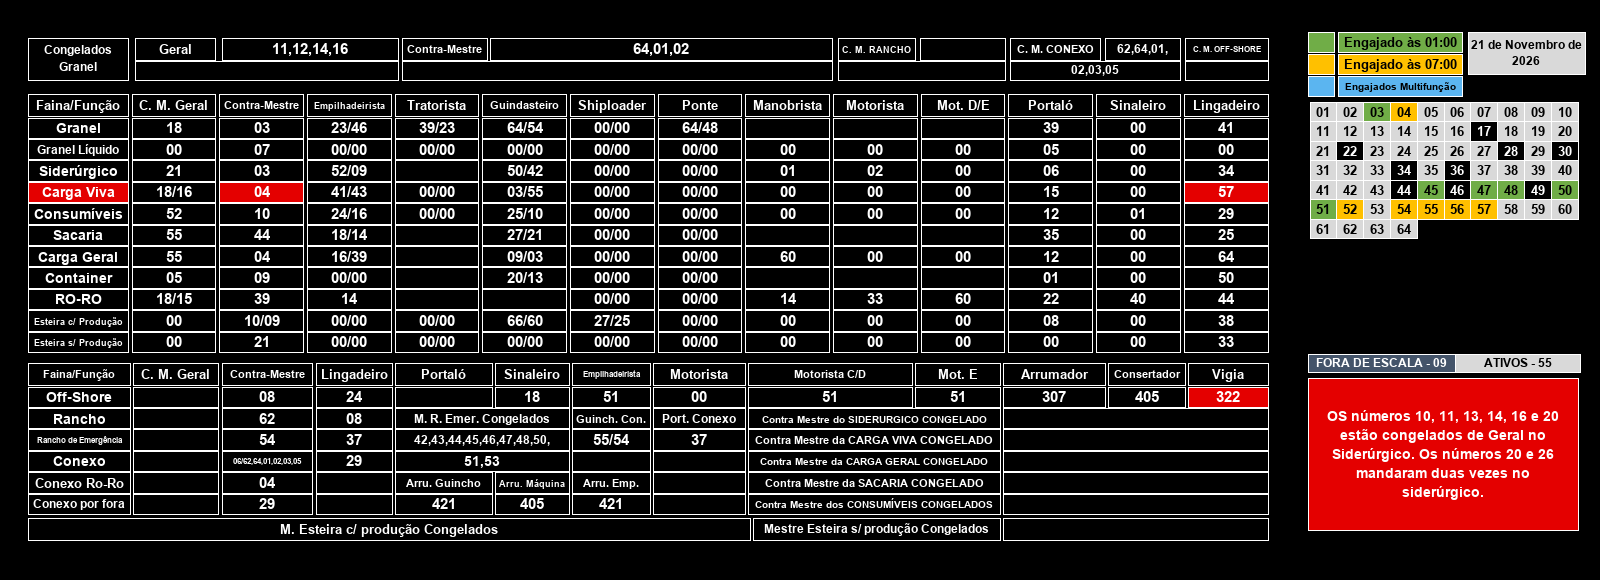 Congelados Granel
Geral 11,12,14,16 Contra-Mestre 64,01,02 C. M. RANCHO C. M. CONEXO 62,64,01, C. M. OFF-SHORE
02,03,05
Faina/Função C. M. Geral Contra-Mestre Empilhadeirista Tratorista Guindasteiro Shiploader Ponte Manobrista Motorista Mot. D/E Portaló Sinaleiro Lingadeiro
Granel 18 03 23/46 39/23 64/54 00/00 64/48 39 00 41
Granel Líquido 00 07 00/00 00/00 00/00 00/00 00/00 00 00 00 05 00 00
Siderúrgico 21 03 52/09 50/42 00/00 00/00 01 02 00 06 00 34
Carga Viva 18/16 04 41/43 00/00 03/55 00/00 00/00 00 00 00 15 00 57
Consumíveis 52 10 24/16 00/00 25/10 00/00 00/00 00 00 00 12 01 29
Sacaria 55 44 18/14 27/21 00/00 00/00 35 00 25
Carga Geral 55 04 16/39 09/03 00/00 00/00 60 00 00 12 00 64
Container 05 09 00/00 20/13 00/00 00/00 01 00 50
RO-RO 18/15 39 14 00/00 00/00 14 33 60 22 40 44
Esteira c/ Produção 00 10/09 00/00 00/00 66/60 27/25 00/00 00 00 00 08 00 38
Esteira s/ Produção 00 21 00/00 00/00 00/00 00/00 00/00 00 00 00 00 00 33
Faina/Função C. M. Geral Contra-Mestre Lingadeiro Portaló Sinaleiro Empilhadeirista Motorista Motorista C/D Mot. E Arrumador Consertador Vigia
Off-Shore 08 24 18 51 00 51 51 307 405 322
Rancho 62 08 M. R. Emer. Congelados Guinch. Con. Port. Conexo Contra Mestre do SIDERURGICO CONGELADO
Rancho de Emergência 54 37 42,43,44,45,46,47,48,50, 55/54 37 Contra Mestre da CARGA VIVA CONGELADO
Conexo 06/62,64,01,02,03,05 29 51,53 Contra Mestre da CARGA GERAL CONGELADO
Conexo Ro-Ro 04 Arru. Guincho Arru. Máquina Arru. Emp. Contra Mestre da SACARIA CONGELADO
Conexo por fora 29 421 405 421 Contra Mestre dos CONSUMÍVEIS CONGELADOS
M. Esteira c/ produção Congelados Mestre Esteira s/ produção Congelados
Engajado às 01:00
Engajado às 07:00
Engajados Multifunção
21 de Novembro de
2026
01 02 03 04 05 06 07 08 09 10
11 12 13 14 15 16 17 18 19 20
21 22 23 24 25 26 27 28 29 30
31 32 33 34 35 36 37 38 39 40
41 42 43 44 45 46 47 48 49 50
51 52 53 54 55 56 57 58 59 60
61 62 63 64
FORA DE ESCALA - 09 ATIVOS - 55
OS números 10, 11, 13, 14, 16 e 20
estão congelados de Geral no
Siderúrgico. Os números 20 e 26
mandaram duas vezes no
siderúrgico.